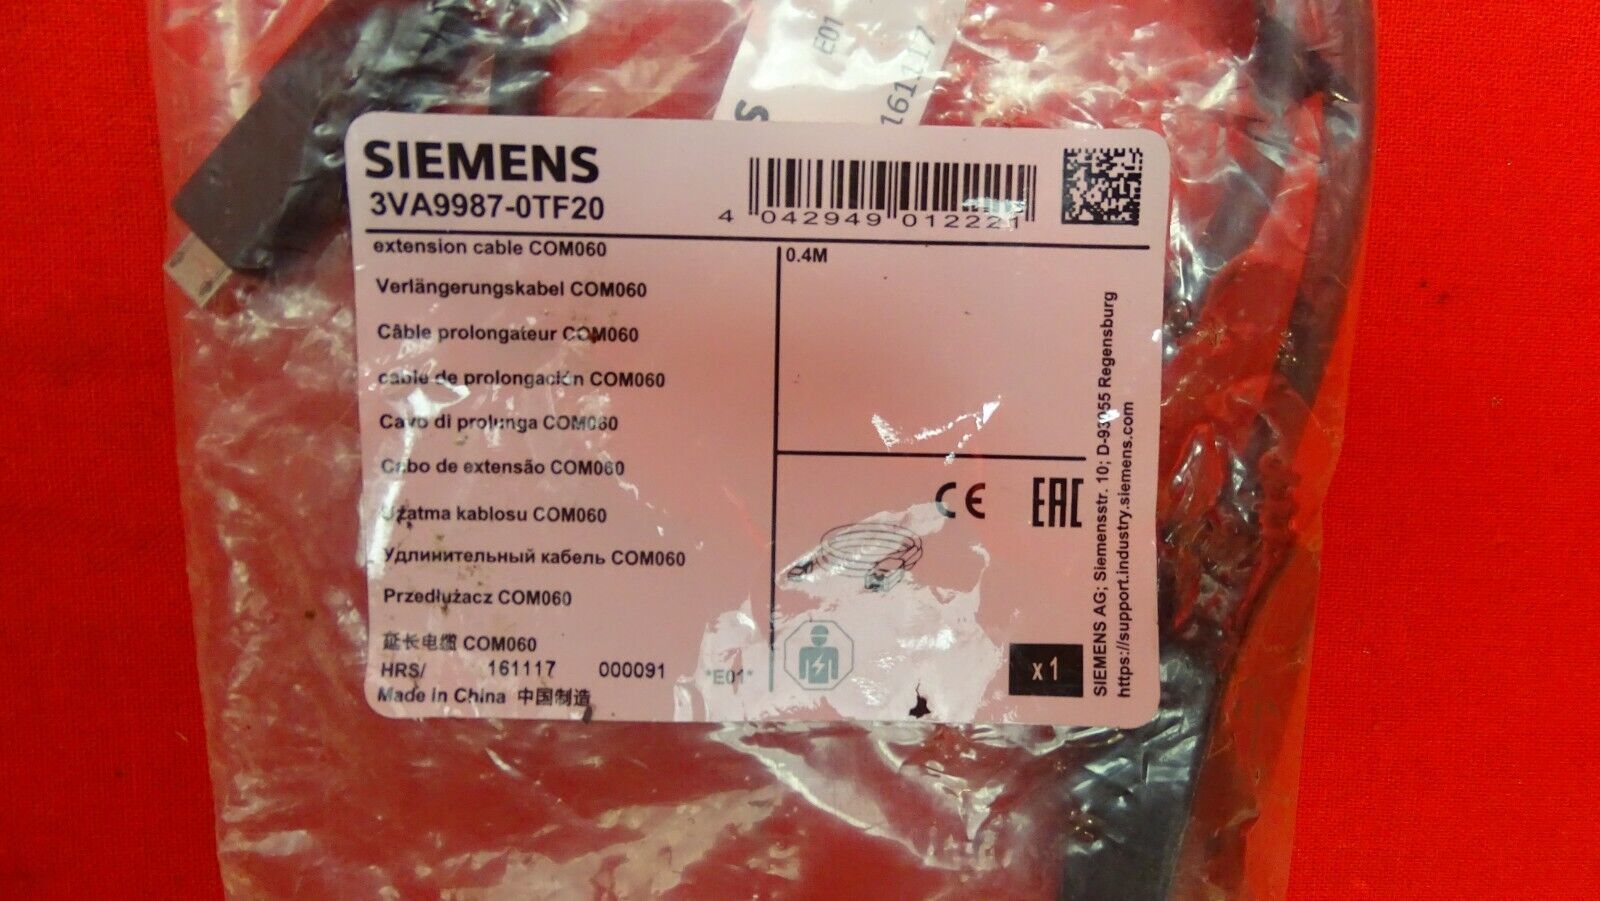 E01
161117
S
SIEMENS
3VA9987-0TF20
4 042949 012221
extension cable COM060
0.4M
Verlängerungskabel COM060
Câble prolongateur COM060
cable de prolongación COM060
Cavo di prolunga COM060
Cabo de extensão COM060
Uzatma kablosu COM060
Удлинительный кабель COM060
Przedłużacz COM060
延长电缆 COM060
HRS/ 161117 000091 *E01*
Made in China 中国制造
CE EAC
x 1
SIEMENS AG; Siemensstr. 10; D-93055 Regensburg
https://support.industry.siemens.com